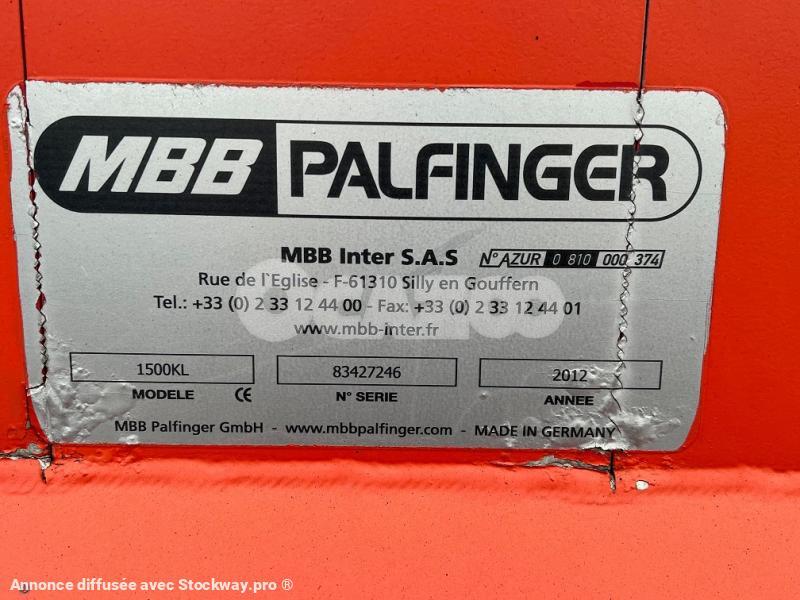 MBB PALFINGER
MBB Inter S.A.S N° AZUR 0 810 000 374
Rue de l`Eglise - F-61310 Silly en Gouffern
Tel.: +33 (0) 2 33 12 44 00 - Fax: +33 (0) 2 33 12 44 01
www.mbb-inter.fr
1500KL 83427246 2012
MODELE CE N° SERIE ANNEE
MBB Palfinger GmbH - www.mbbpalfinger.com - MADE IN GERMANY
Annonce diffusée avec Stockway.pro ®